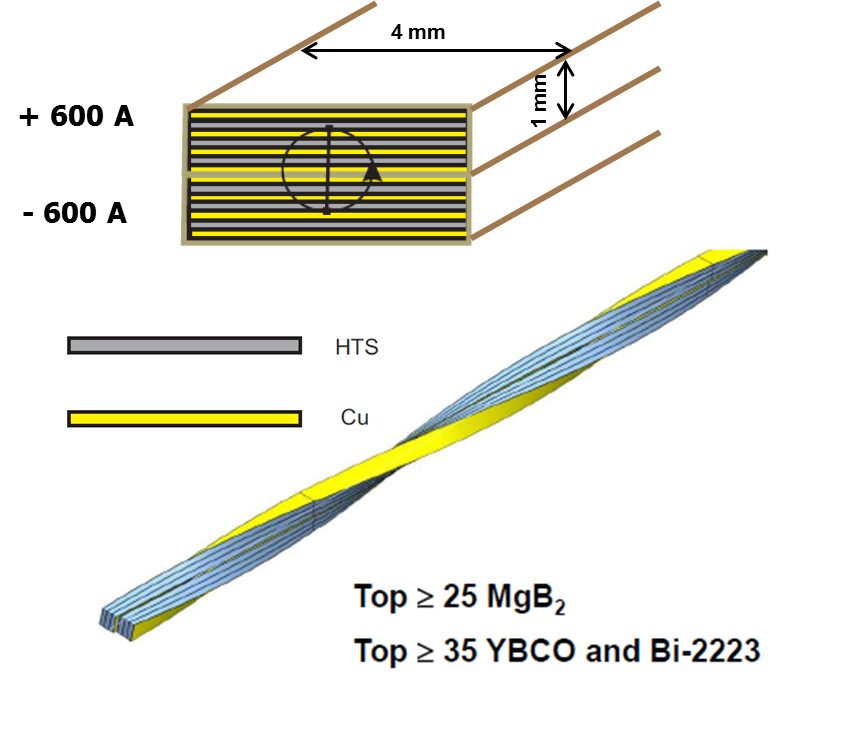 4 mm
1 mm
+ 600 A
- 600 A
HTS
Cu
Top ≥ 25 MgB₂
Top ≥ 35 YBCO and Bi-2223